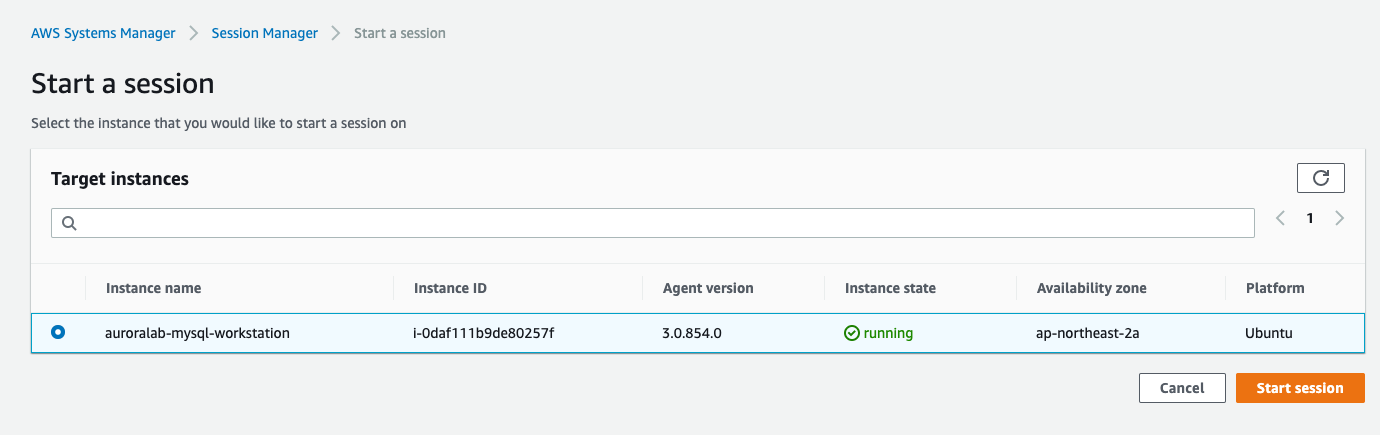 AWS Systems Manager > Session Manager > Start a session
Start a session
Select the instance that you would like to start a session on
Target instances
1
Instance name Instance ID Agent version Instance state Availability zone Platform
auroralab-mysql-workstation i-0daf111b9de80257f 3.0.854.0 running ap-northeast-2a Ubuntu
Cancel Start session